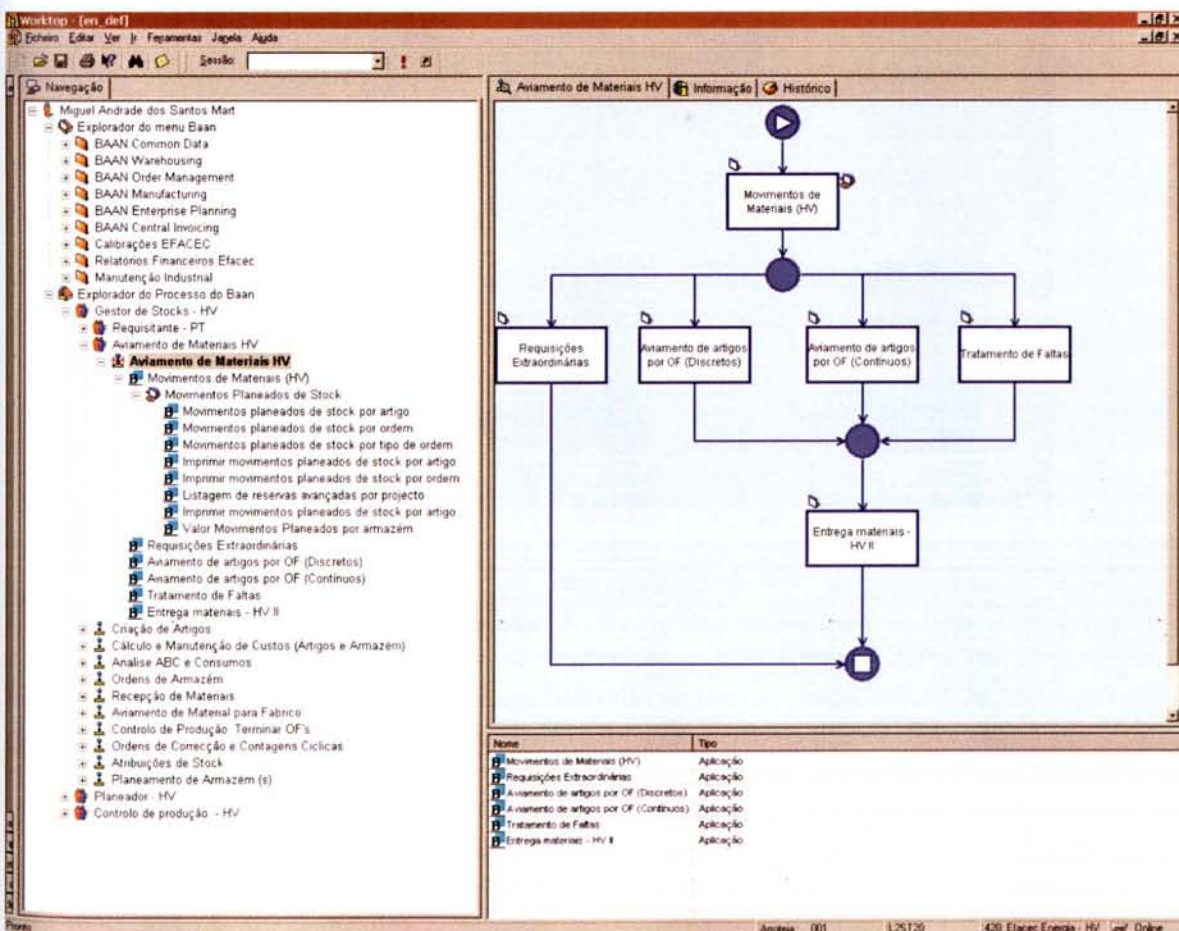 Worktop - [en_def]
Ficheiro Editar Ver Ir Ferramentas Janela Ajuda
Sessão:
Navegação
Miguel Andrade dos Santos Mart
Explorador do menu Baan
BAAN Common Data
BAAN Warehousing
BAAN Order Management
BAAN Manufacturing
BAAN Enterprise Planning
BAAN Central Invoicing
Calibrações EFACEC
Relatórios Financeiros Efacec
Manutenção Industrial
Explorador do Processo do Baan
Gestor de Stocks - HV
Requisitante - PT
Aviamento de Materiais HV
Aviamento de Materiais HV
Movimentos de Materiais (HV)
Movimentos Planeados de Stock
Movimentos planeados de stock por artigo
Movimentos planeados de stock por ordem
Movimentos planeados de stock por tipo de ordem
Imprimir movimentos planeados de stock por artigo
Imprimir movimentos planeados de stock por ordem
Listagem de reservas avançadas por projecto
Imprimir movimentos planeados de stock por artigo
Valor Movimentos Planeados por armazém
Requisições Extraordinárias
Aviamento de artigos por OF (Discretos)
Aviamento de artigos por OF (Contínuos)
Tratamento de Faltas
Entrega materiais - HV II
Criação de Artigos
Cálculo e Manutenção de Custos (Artigos e Armazém)
Analise ABC e Consumos
Ordens de Armazém
Recepção de Materiais
Aviamento de Material para Fabrico
Controlo de Produção Terminar OF's
Ordens de Correcção e Contagens Ciclicas
Atribuições de Stock
Planeamento de Armazém (s)
Planeador - HV
Controlo de produção - HV
Aviamento de Materiais HV
Informação
Histórico
Movimentos de
Materiais (HV)
Requisições
Extraordinárias
Aviamento de artigos
por OF (Discretos)
Aviamento de artigos
por OF (Contínuos)
Tratamento de Faltas
Entrega materiais -
HV II
Nome Tipo
Movimentos de Materiais (HV) Aplicação
Requisições Extraordinárias Aplicação
Aviamento de artigos por OF (Discretos) Aplicação
Aviamento de artigos por OF (Contínuos) Aplicação
Tratamento de Faltas Aplicação
Entrega materiais - HV II Aplicação
Pronto
001 L2ST20 420: Efacec Energia - HV Online